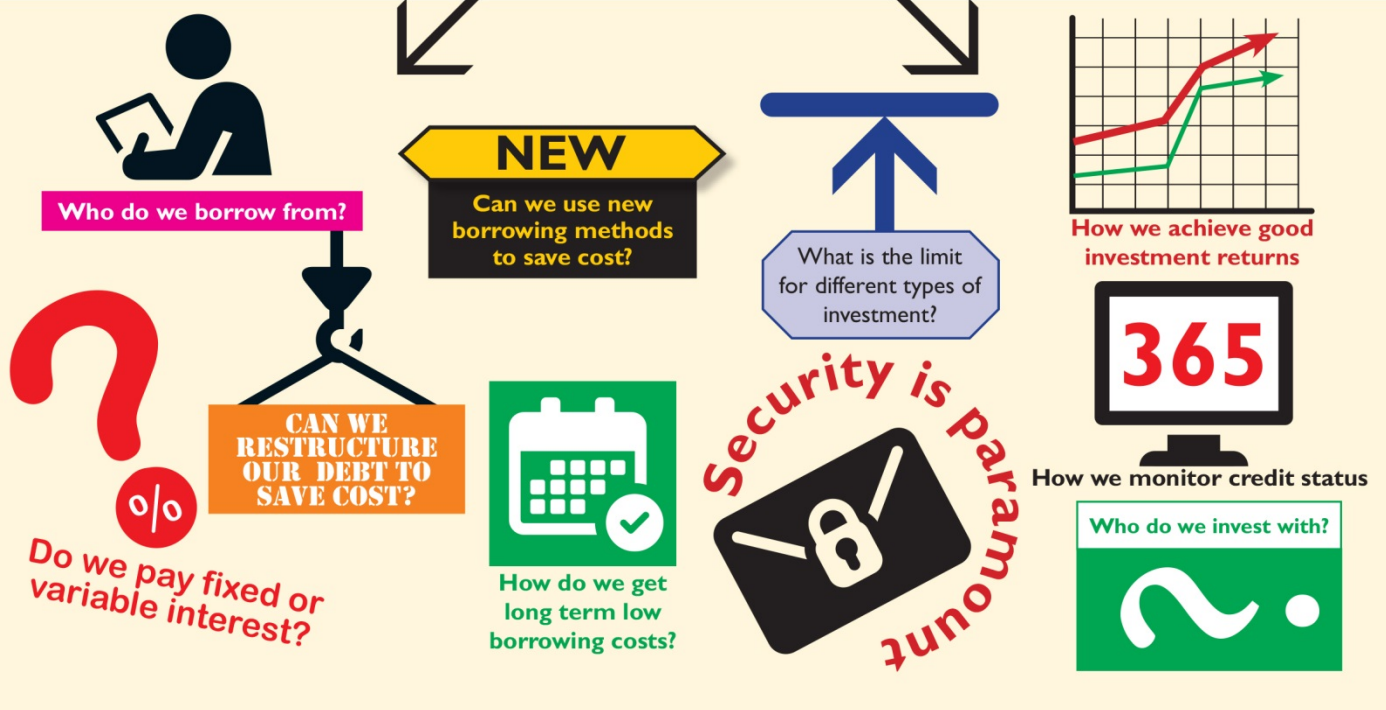 Who do we borrow from?
NEW
Can we use new
borrowing methods
to save cost?
What is the limit
for different types of
investment?
How we achieve good
investment returns
365
How we monitor credit status
Who do we invest with?
CAN WE
RESTRUCTURE
OUR DEBT TO
SAVE COST?
%
Do we pay fixed or
variable interest?
How do we get
long term low
borrowing costs?
Security is paramount